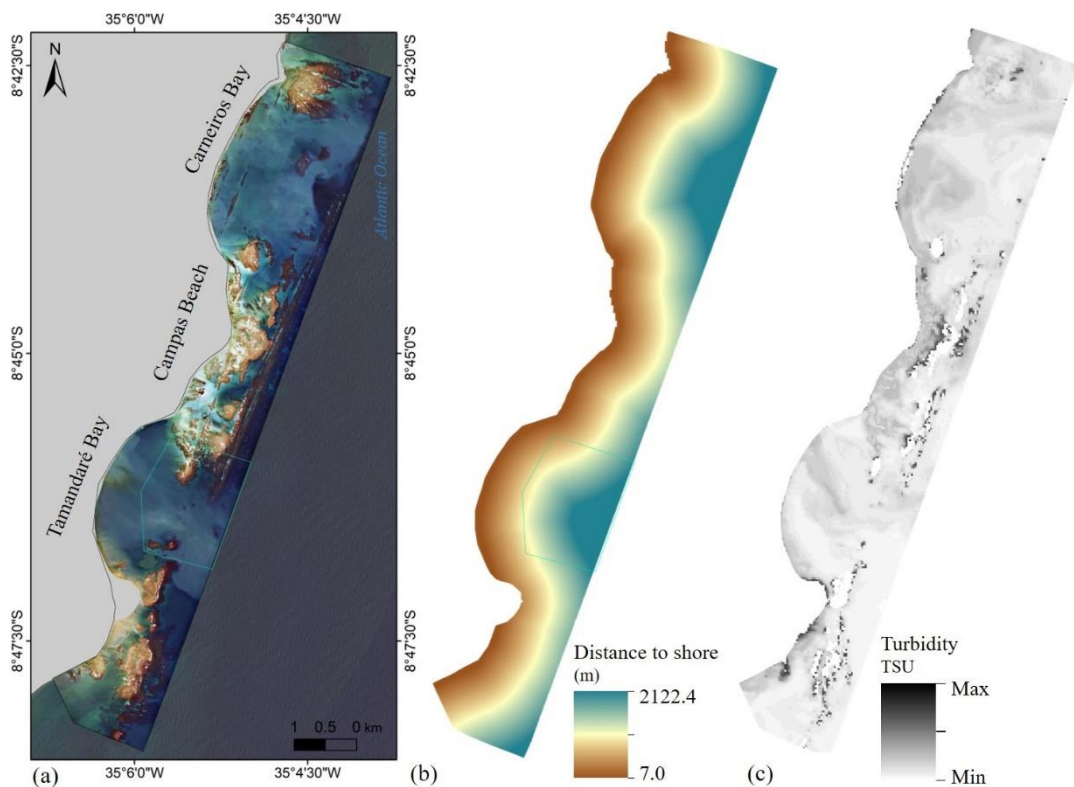 35°6'0"W
35°4'30"W
N
8°42'30"S
8°42'30"S
Carneiros Bay
Atlantic Ocean
Campas Beach
8°45'0"S
8°45'0"S
Tamandaré Bay
8°47'30"S
8°47'30"S
1 0.5 0 km
35°6'0"W
35°4'30"W
(a)
Distance to shore
(m)
2122.4
7.0
(b)
Turbidity
TSU
Max
Min
(c)